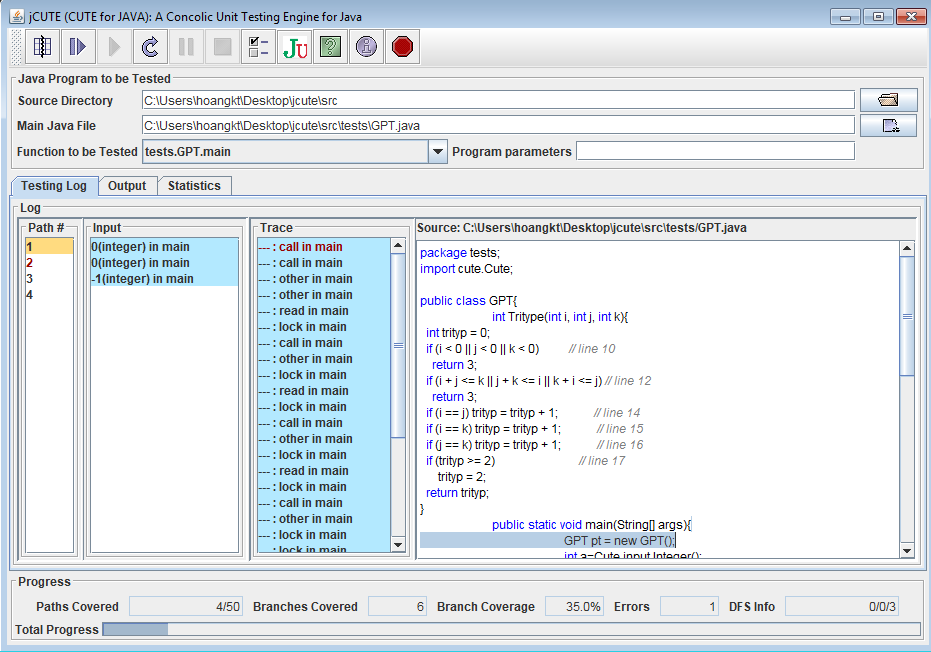 jCUTE (CUTE for JAVA): A Concolic Unit Testing Engine for Java
Ju ? i
Java Program to be Tested
Source Directory C:\Users\hoangkt\Desktop\jcute\src
Main Java File C:\Users\hoangkt\Desktop\jcute\src\tests\GPT.java
Function to be Tested tests.GPT.main Program parameters
Testing Log Output Statistics
Log
Path #
1
2
3
4
Input
0(integer) in main
0(integer) in main
-1(integer) in main
Trace
--- : call in main
--- : call in main
--- : other in main
--- : other in main
--- : read in main
--- : lock in main
--- : call in main
--- : other in main
--- : lock in main
--- : read in main
--- : lock in main
--- : call in main
--- : other in main
--- : lock in main
--- : read in main
--- : lock in main
--- : call in main
--- : other in main
--- : lock in main
--- : lock in main
Source: C:\Users\hoangkt\Desktop\jcute\src\tests/GPT.java
package tests;
import cute.Cute;
public class GPT{
int Tritype(int i, int j, int k){
int trityp = 0;
if (i < 0 || j < 0 || k < 0) // line 10
return 3;
if (i + j <= k || j + k <= i || k + i <= j) // line 12
return 3;
if (i == j) trityp = trityp + 1; // line 14
if (i == k) trityp = trityp + 1; // line 15
if (j == k) trityp = trityp + 1; // line 16
if (trityp >= 2) // line 17
trityp = 2;
return trityp;
}
public static void main(String[] args){
GPT pt = new GPT();
int a=Cute.input.Integer();
Progress
Paths Covered 4/50 Branches Covered 6 Branch Coverage 35.0% Errors 1 DFS Info 0/0/3
Total Progress